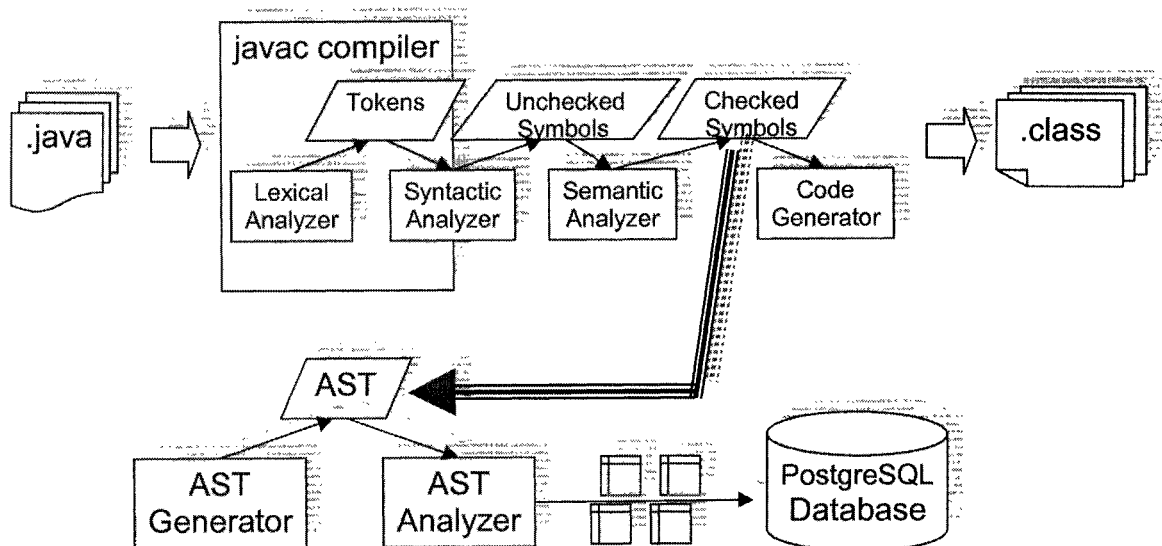 javac compiler
Tokens
Unchecked
Symbols
Checked
Symbols
.java
.class
Lexical
Analyzer
Syntactic
Analyzer
Semantic
Analyzer
Code
Generator
AST
AST
Generator
AST
Analyzer
PostgreSQL
Database